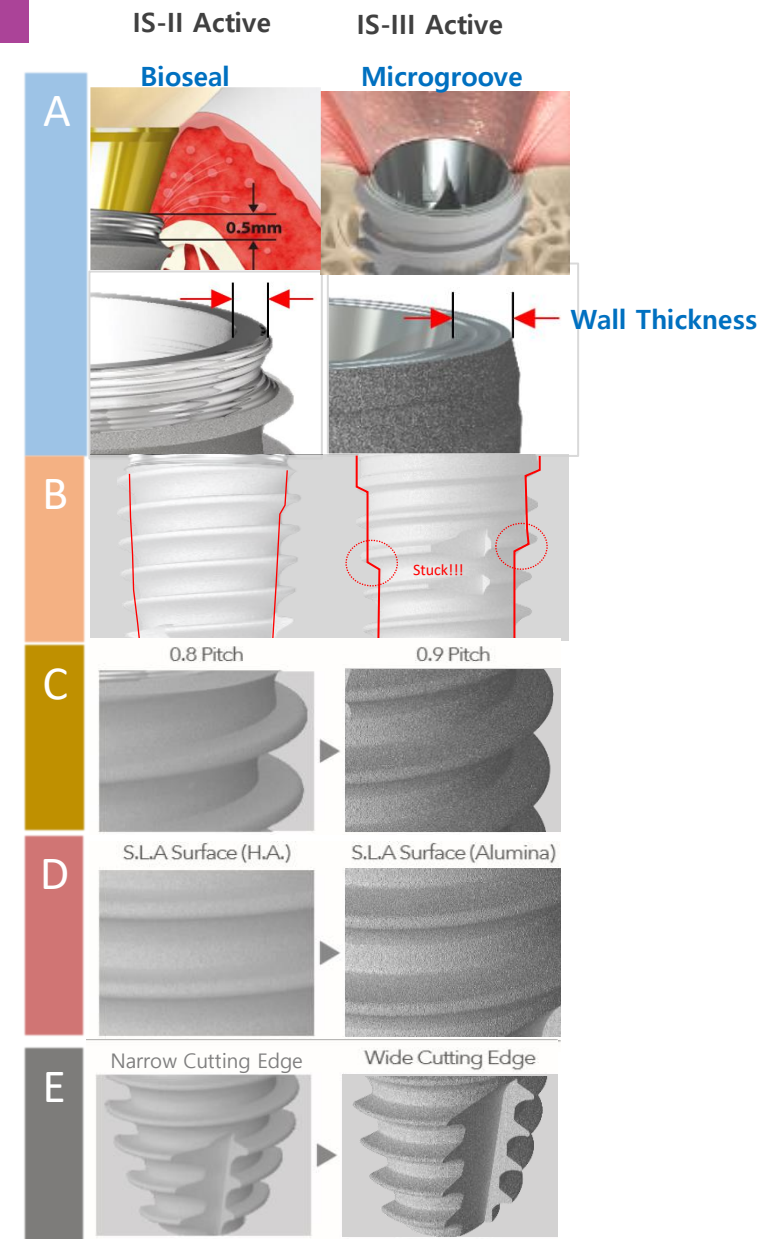 IS-II Active
IS-III Active
Bioseal
Microgroove
A
0.5mm
Wall Thickness
B
Stuck!!!
0.8 Pitch
0.9 Pitch
C
S.L.A Surface (H.A.)
S.L.A Surface (Alumina)
D
Narrow Cutting Edge
Wide Cutting Edge
E